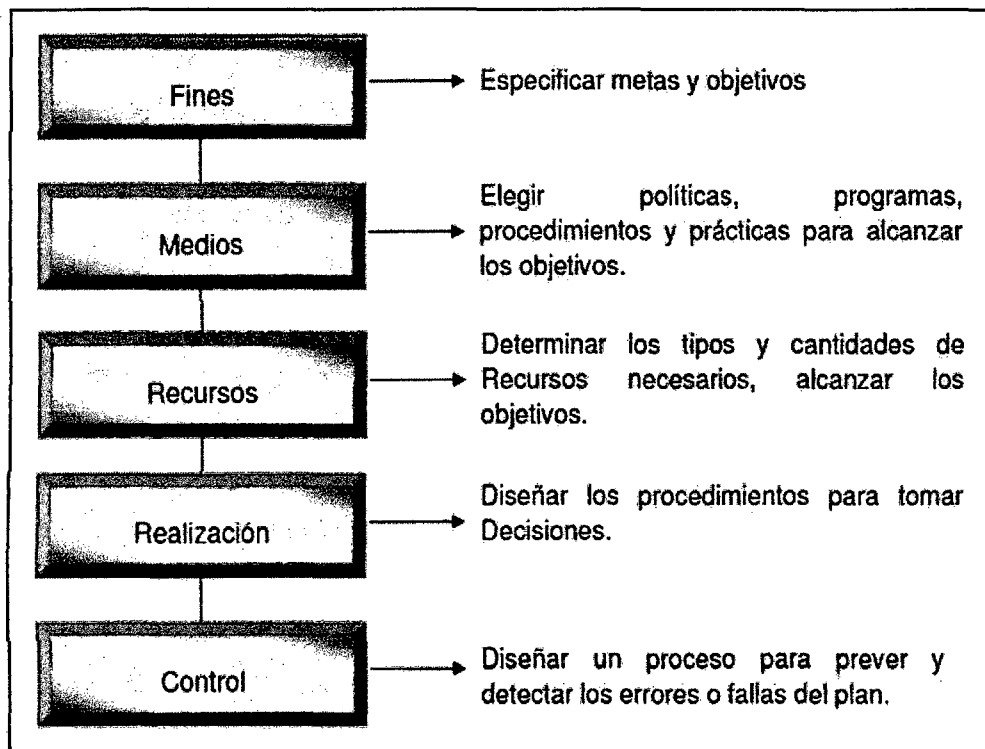 Fines
Especificar metas y objetivos
Medios
Elegir políticas, programas,
procedimientos y prácticas para alcanzar
los objetivos.
Recursos
Determinar los tipos y cantidades de
Recursos necesarios, alcanzar los
objetivos.
Realización
Diseñar los procedimientos para tomar
Decisiones.
Control
Diseñar un proceso para prever y
detectar los errores o fallas del plan.